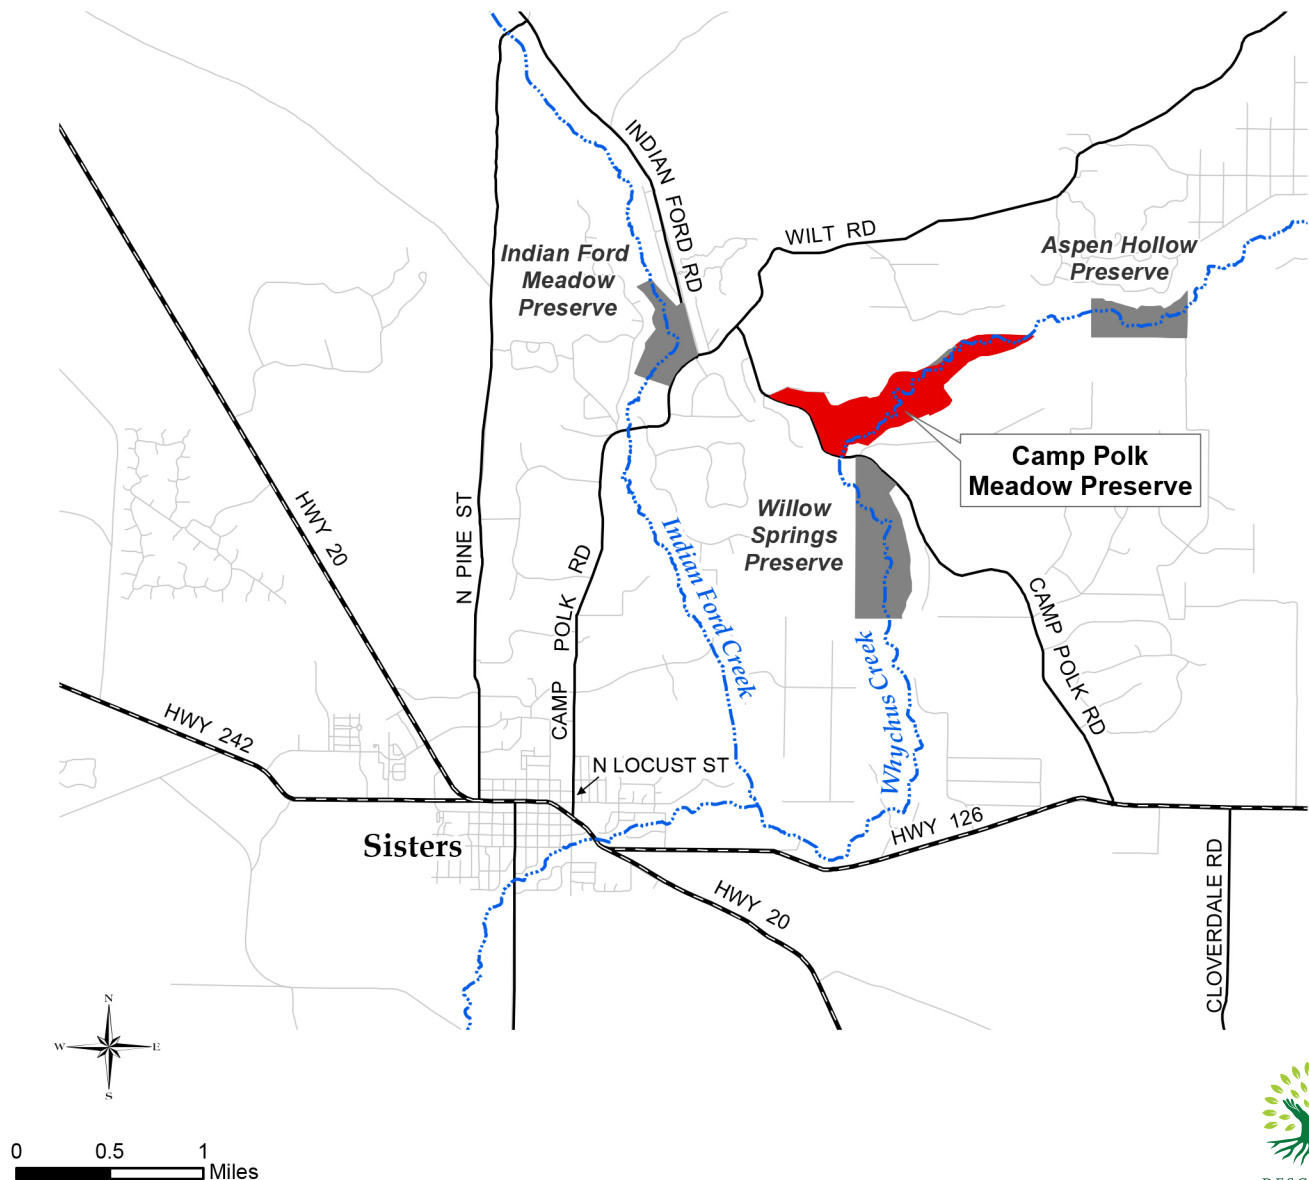 INDIAN FORD RD
WILT RD
Indian Ford
Meadow
Preserve
Aspen Hollow
Preserve
Camp Polk
Meadow Preserve
HWY 20
N PINE ST
Willow
Springs
Preserve
CAMP POLK RD
Indian Ford Creek
CAMP POLK RD
Whychus Creek
HWY 242
N LOCUST ST
Sisters
HWY 126
HWY 20
CLOVERDALE RD
N
W E
S
0 0.5 1
Miles